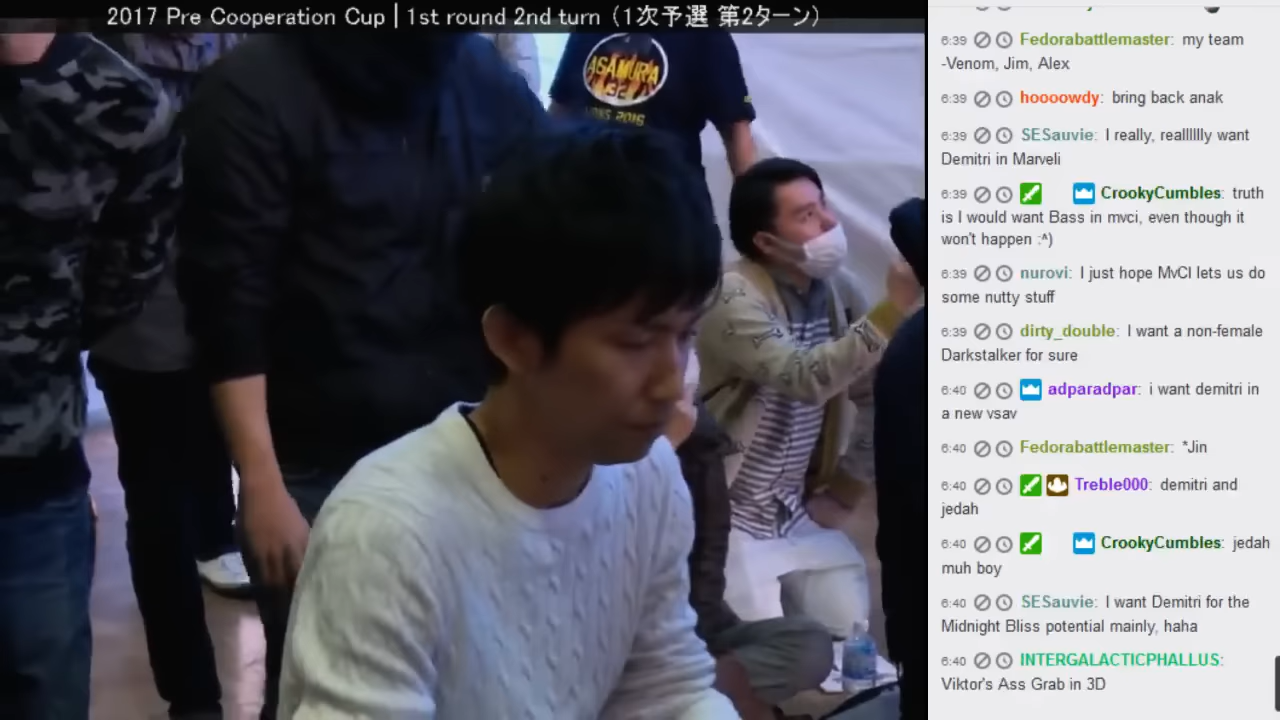 2017 Pre Cooperation Cup | 1st round 2nd turn (1次予選 第2ターン)
ASAMURA
32
2016
6:39 Fedorabattlemaster: my team
-Venom, Jim, Alex
6:39 hoooowdy: bring back anak
6:39 SESauvie: I really, realllllly want
Demitri in Marveli
6:39 CrookyCumbles: truth
is I would want Bass in mvci, even though it
won't happen :^)
6:39 nurovi: I just hope MvCI lets us do
some nutty stuff
6:39 dirty_double: I want a non-female
Darkstalker for sure
6:40 adparadpar: i want demitri in
a new vsav
6:40 Fedorabattlemaster: *Jin
6:40 Treble000: demitri and
jedah
6:40 CrookyCumbles: jedah
muh boy
6:40 SESauvie: I want Demitri for the
Midnight Bliss potential mainly, haha
6:40 INTERGALACTICPHALLUS:
Viktor's Ass Grab in 3D